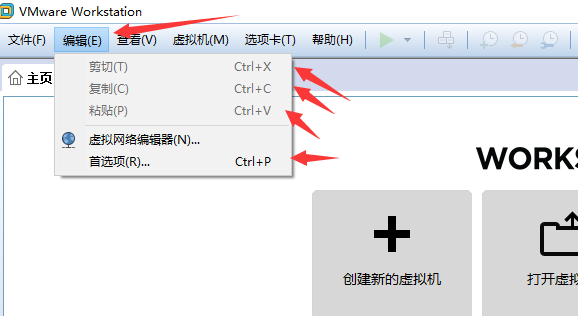 VMware Workstation
文件(F) 编辑(E) 查看(V) 虚拟机(M) 选项卡(T) 帮助(H)
主页
剪切(T) Ctrl+X
复制(C) Ctrl+C
粘贴(P) Ctrl+V
虚拟网络编辑器(N)...
首选项(R)... Ctrl+P
WORKS
创建新的虚拟机 打开虚拟